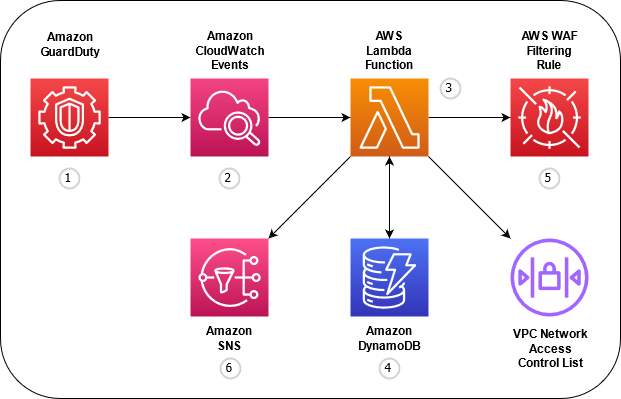 Amazon
GuardDuty
Amazon
CloudWatch
Events
AWS
Lambda
Function
AWS WAF
Filtering
Rule
3
1
2
5
Amazon
SNS
6
Amazon
DynamoDB
4
VPC Network
Access
Control List